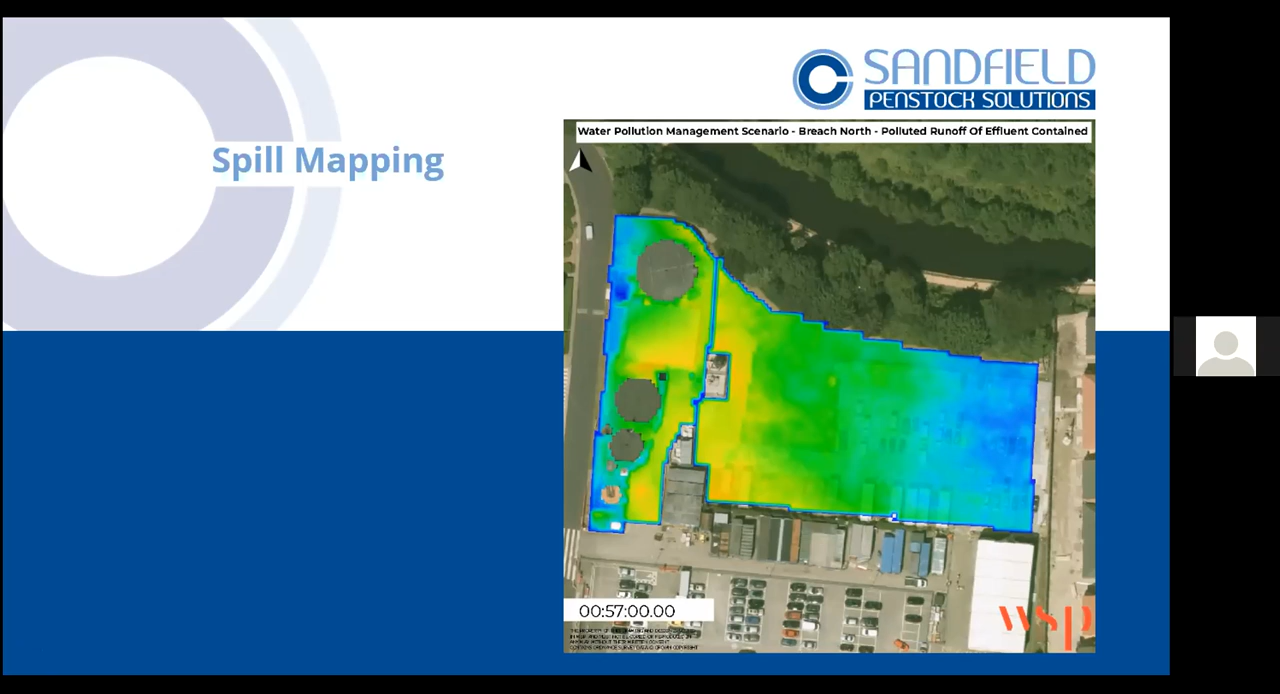 SANDFIELD
PENSTOCK SOLUTIONS
Spill Mapping
Water Pollution Management Scenario - Breach North - Polluted Runoff Of Effluent Contained
00:57:00.00
wsp